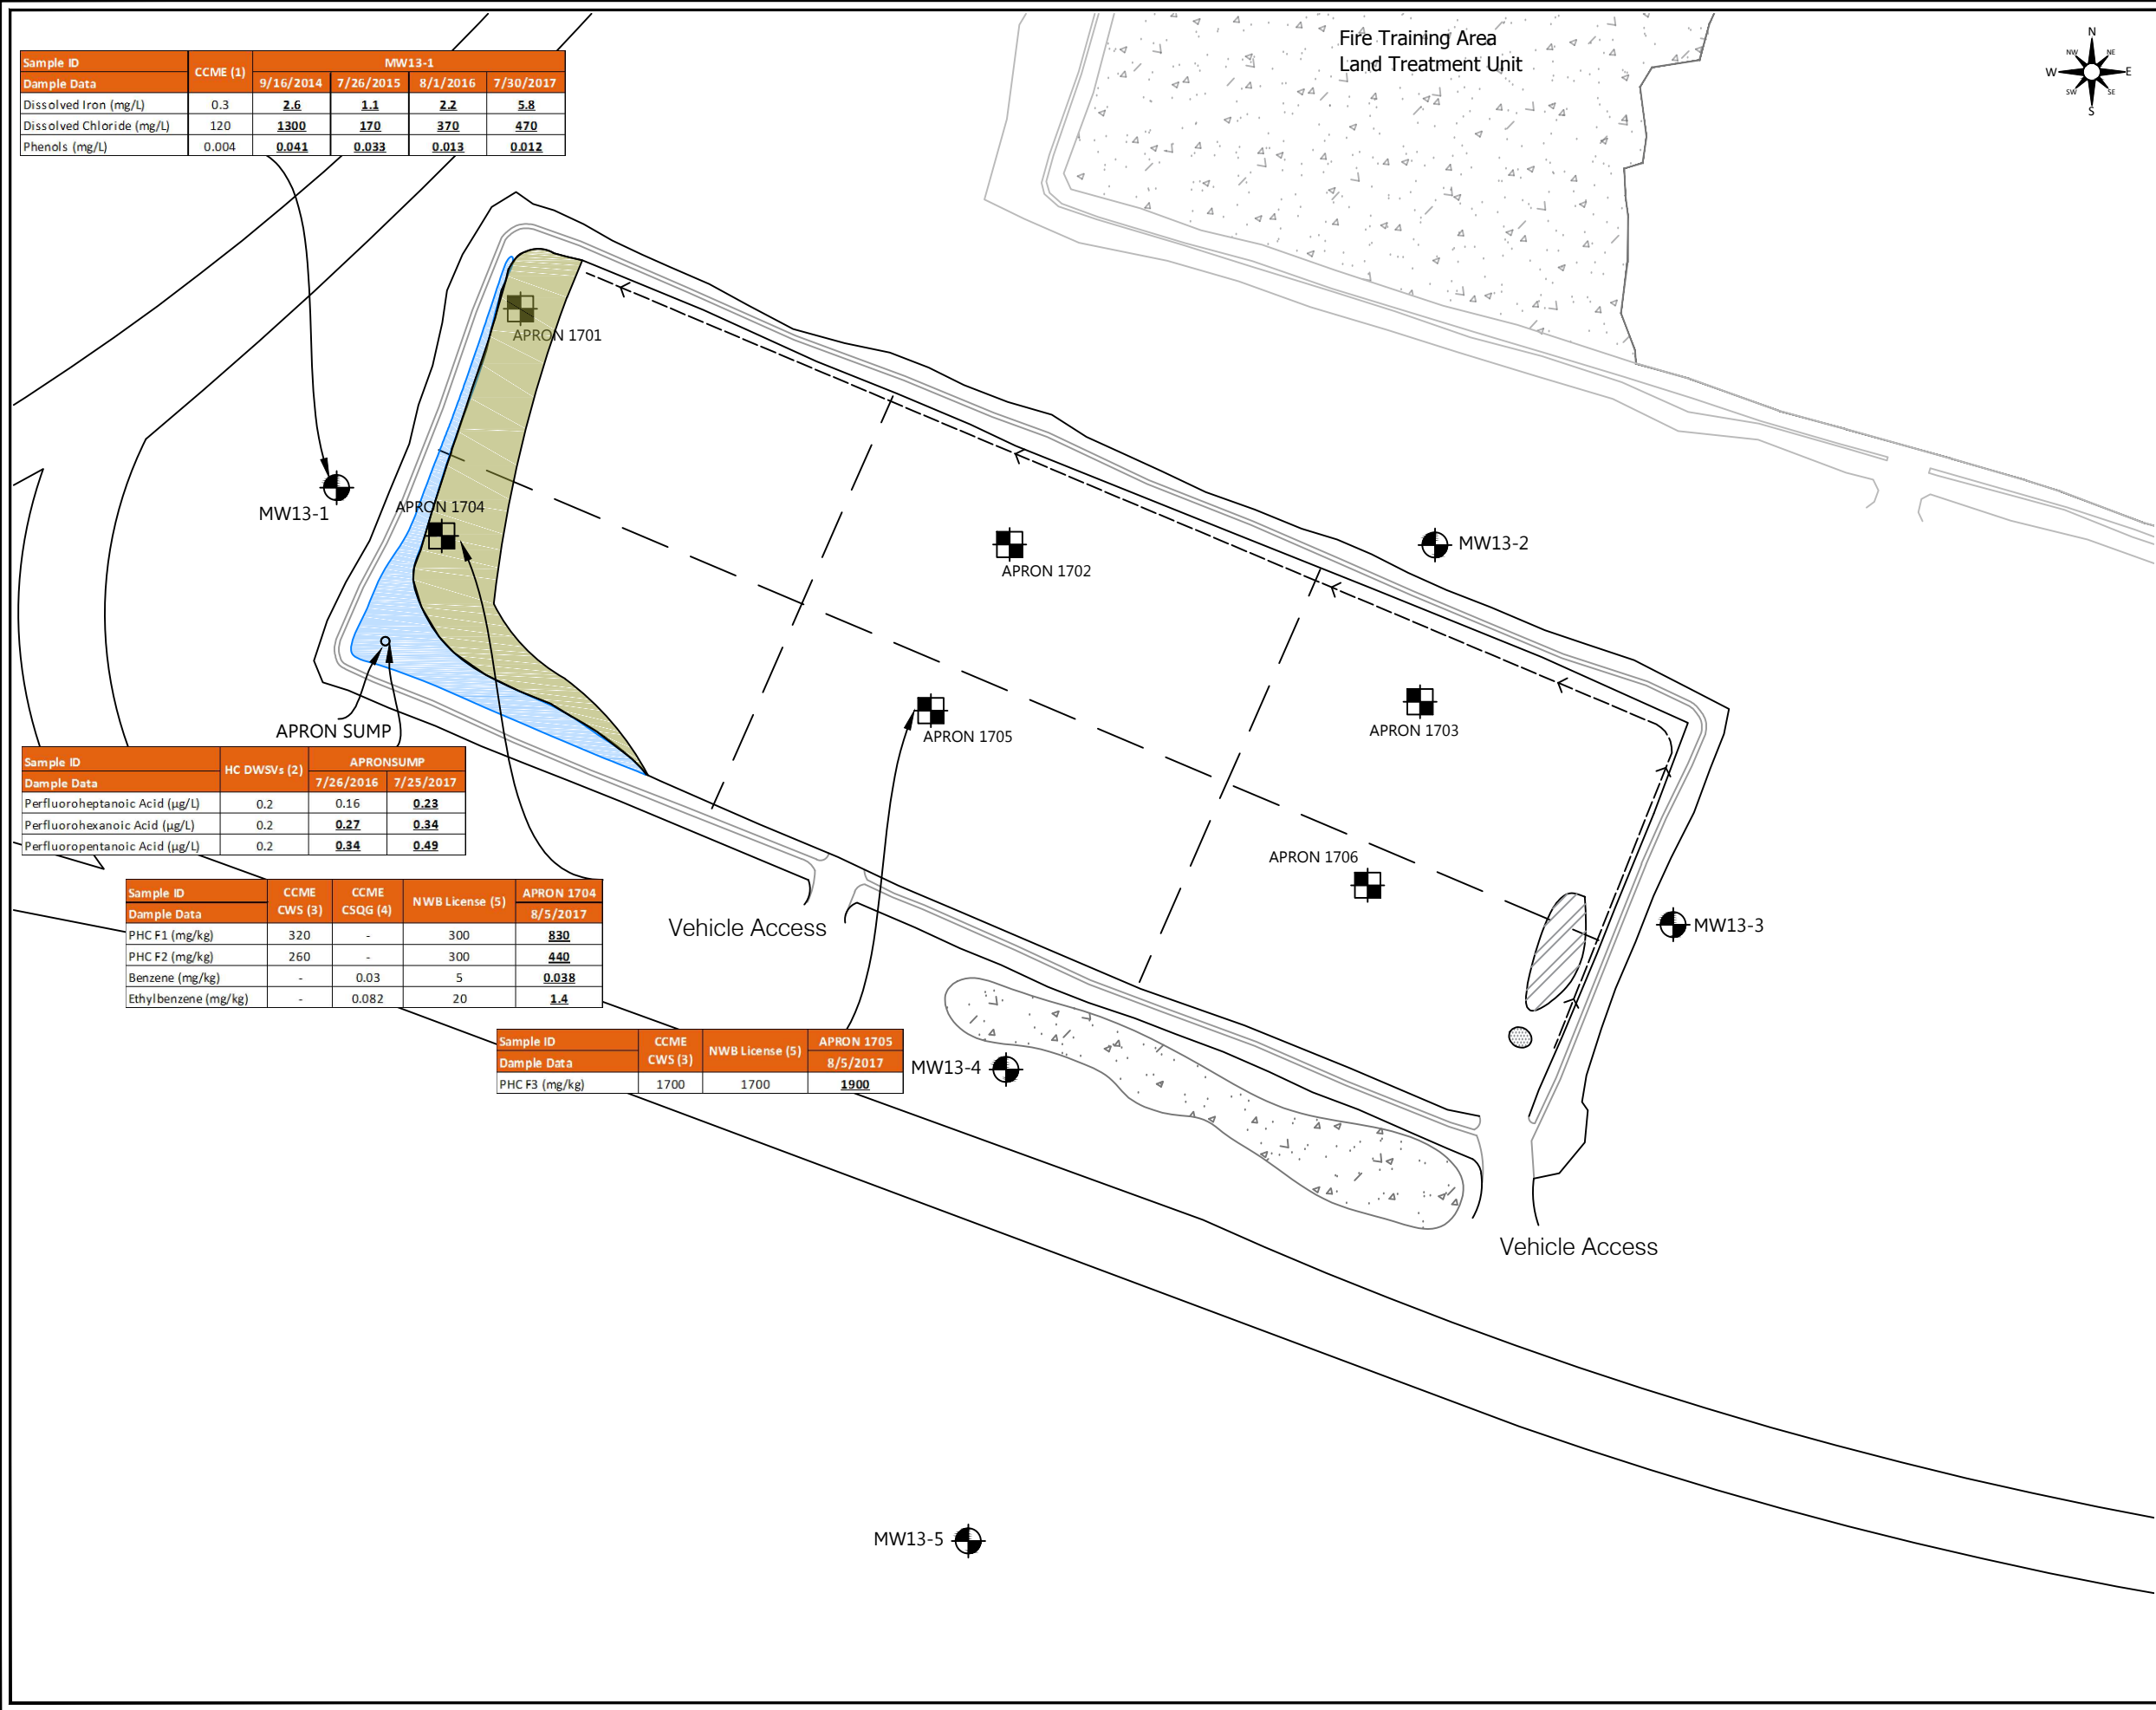 Fire Training Area
Land Treatment Unit
N
NW NE
W E
SW SE
S
Sample ID CCME (1) MW13-1
Dample Data 9/16/2014 7/26/2015 8/1/2016 7/30/2017
Dissolved Iron (mg/L) 0.3 2.6 1.1 2.2 5.8
Dissolved Chloride (mg/L) 120 1300 170 370 470
Phenols (mg/L) 0.004 0.041 0.033 0.013 0.012
APRON 1701
MW13-1
APRON 1704
APRON 1702
MW13-2
APRON SUMP
APRON 1705
APRON 1703
Sample ID HC DWSVs (2) APRONSUMP
Dample Data 7/26/2016 7/25/2017
Perfluoroheptanoic Acid (µg/L) 0.2 0.16 0.23
Perfluorohexanoic Acid (µg/L) 0.2 0.27 0.34
Perfluoropentanoic Acid (µg/L) 0.2 0.34 0.49
APRON 1706
Sample ID CCME CWS (3) CCME CSQG (4) NWB License (5) APRON 1704
Dample Data 8/5/2017
PHC F1 (mg/kg) 320 - 300 830
PHC F2 (mg/kg) 260 - 300 440
Benzene (mg/kg) - 0.03 5 0.038
Ethylbenzene (mg/kg) - 0.082 20 1.4
Vehicle Access
MW13-3
Sample ID CCME CWS (3) NWB License (5) APRON 1705
Dample Data 8/5/2017
PHC F3 (mg/kg) 1700 1700 1900
MW13-4
Vehicle Access
MW13-5